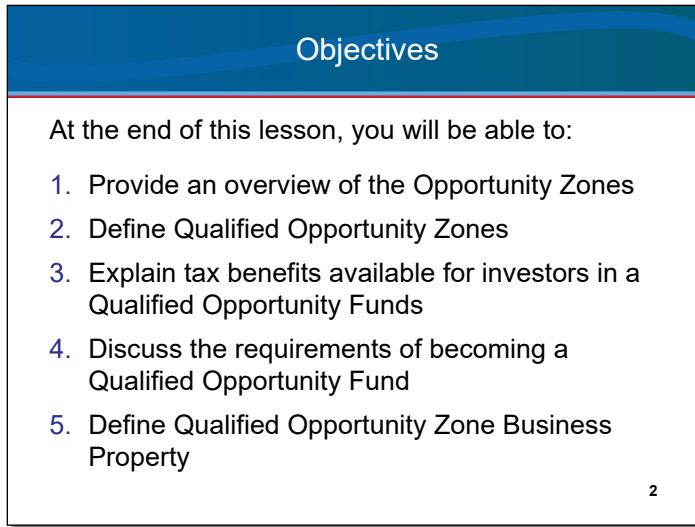 Objectives
At the end of this lesson, you will be able to:
1. Provide an overview of the Opportunity Zones
2. Define Qualified Opportunity Zones
3. Explain tax benefits available for investors in a
Qualified Opportunity Funds
4. Discuss the requirements of becoming a
Qualified Opportunity Fund
5. Define Qualified Opportunity Zone Business
Property
2